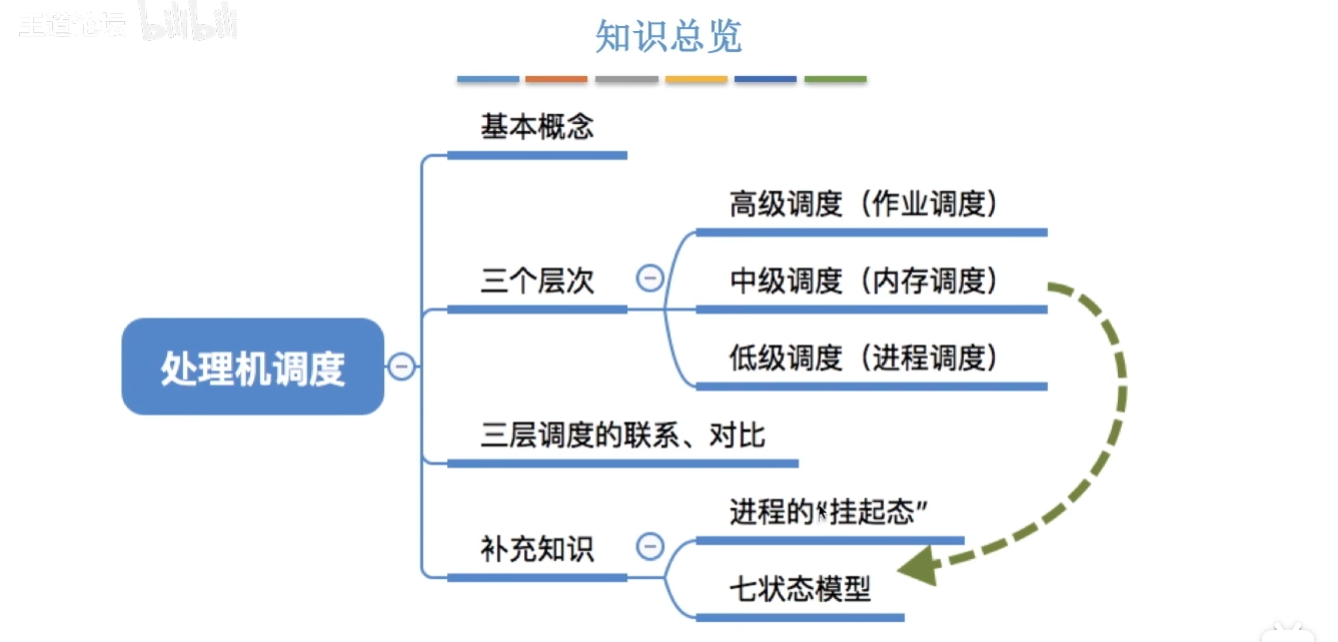 王道论坛 bilibili
知识总览
基本概念
高级调度（作业调度）
三个层次
中级调度（内存调度）
低级调度（进程调度）
处理机调度
三层调度的联系、对比
进程的“挂起态”
补充知识
七状态模型